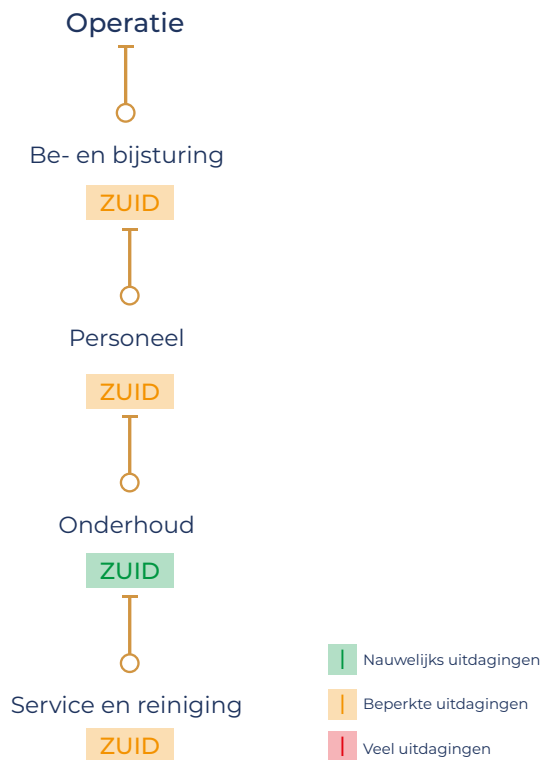 Operatie
Be- en bijsturing
ZUID
Personeel
ZUID
Onderhoud
ZUID
Service en reiniging
ZUID
Nauwelijks uitdagingen
Beperkte uitdagingen
Veel uitdagingen